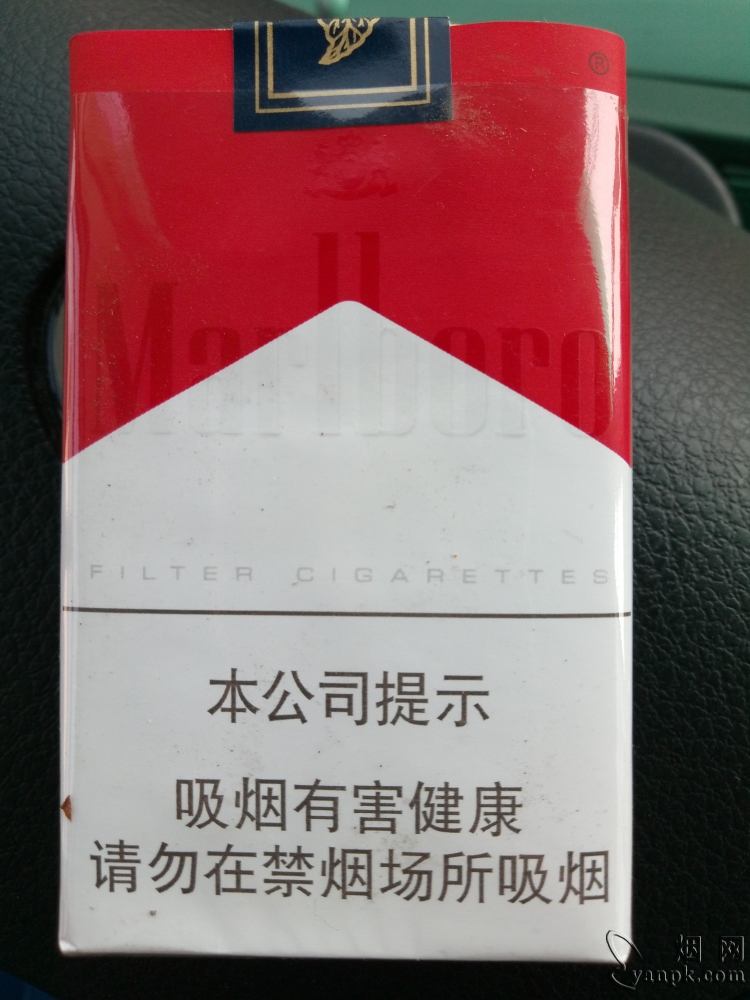 ®
Marlboro
FILTER CIGARETTES
本公司提示
吸烟有害健康
请勿在禁烟场所吸烟
烟网
yanpk.com